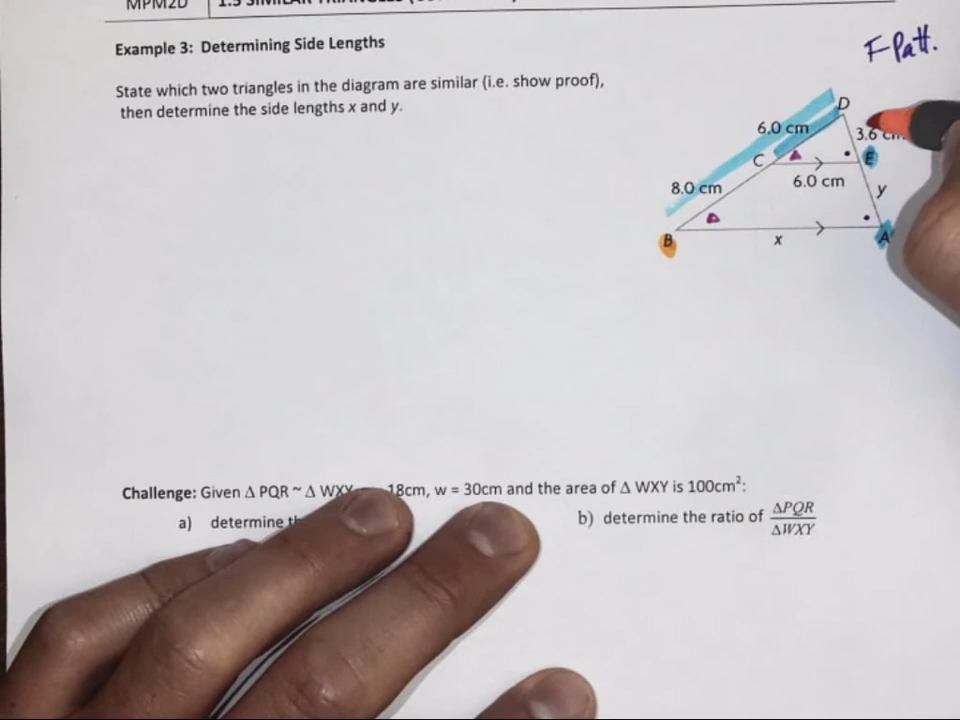 MPM2D
Example 3: Determining Side Lengths
F-Patt.
State which two triangles in the diagram are similar (i.e. show proof),
then determine the side lengths x and y.
D
6.0 cm
3.6
C
E
8.0 cm
6.0 cm
y
B
x
A
Challenge: Given Δ PQR ~ Δ WXY 18cm, w = 30cm and the area of Δ WXY is 100cm²:
a) determine
b) determine the ratio of ΔPQR
ΔWXY